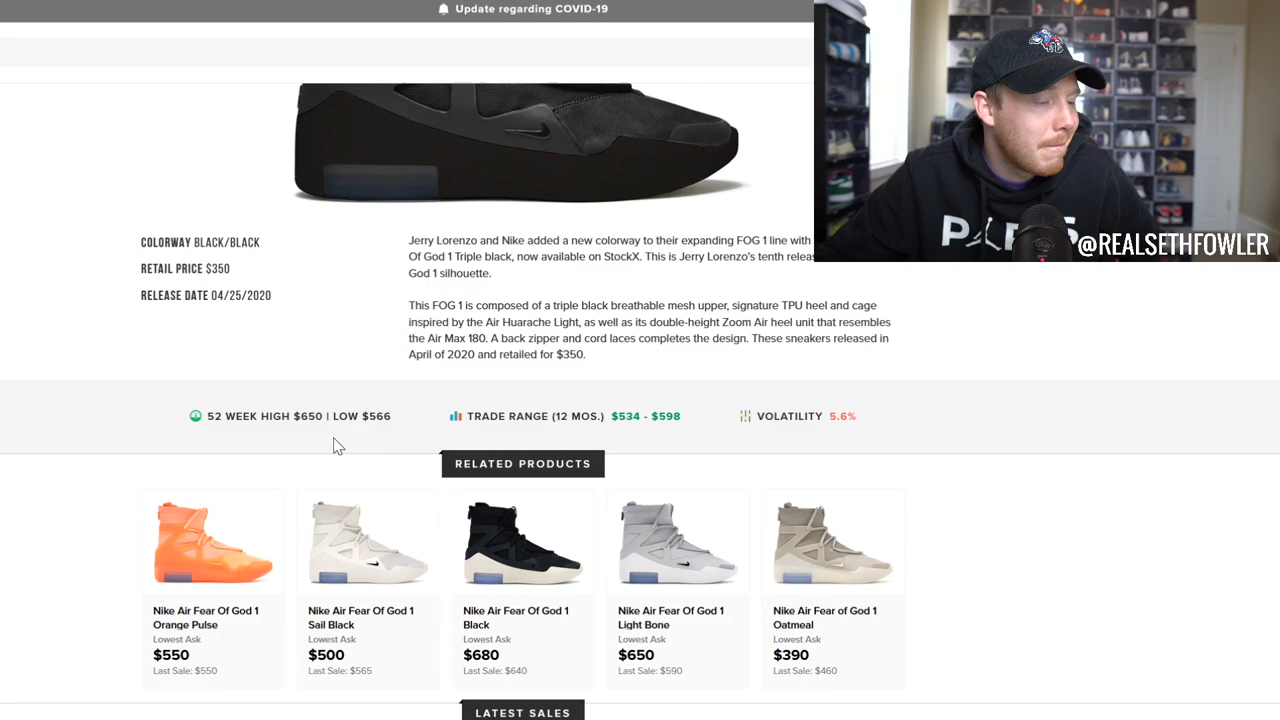 Update regarding COVID-19
@REALSETHFOWLER
COLORWAY BLACK/BLACK
RETAIL PRICE $350
RELEASE DATE 04/25/2020
Jerry Lorenzo and Nike added a new colorway to their expanding FOG 1 line with
Of God 1 Triple black, now available on StockX. This is Jerry Lorenzo's tenth
God 1 silhouette.
This FOG 1 is composed of a triple black breathable mesh upper, signature TPU heel and cage
inspired by the Air Huarache Light, as well as its double-height Zoom Air heel unit that resembles
the Air Max 180. A back zipper and cord laces completes the design. These sneakers released in
April of 2020 and retailed for $350.
52 WEEK HIGH $650 | LOW $566
TRADE RANGE (12 MOS.) $534 - $598
VOLATILITY 5.6%
RELATED PRODUCTS
Nike Air Fear Of God 1
Orange Pulse
Lowest Ask
$550
Last Sale: $550
Nike Air Fear Of God 1
Sail Black
Lowest Ask
$500
Last Sale: $565
Nike Air Fear Of God 1
Black
Lowest Ask
$680
Last Sale: $640
Nike Air Fear Of God 1
Light Bone
Lowest Ask
$650
Last Sale: $590
Nike Air Fear of God 1
Oatmeal
Lowest Ask
$390
Last Sale: $460
LATEST SALES